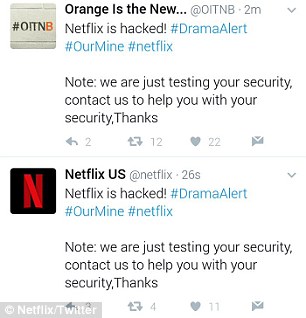 #OITNB
Orange Is the New... @OITNB · 2m
Netflix is hacked! #DramaAlert
#OurMine #netflix
Note: we are just testing your security,
contact us to help you with your
security,Thanks
2 12 22
N
Netflix US @netflix · 26s
Netflix is hacked! #DramaAlert
#OurMine #netflix
Note: we are just testing your security,
contact us to help you with your
security,Thanks
3 4 11
© Netflix/Twitter